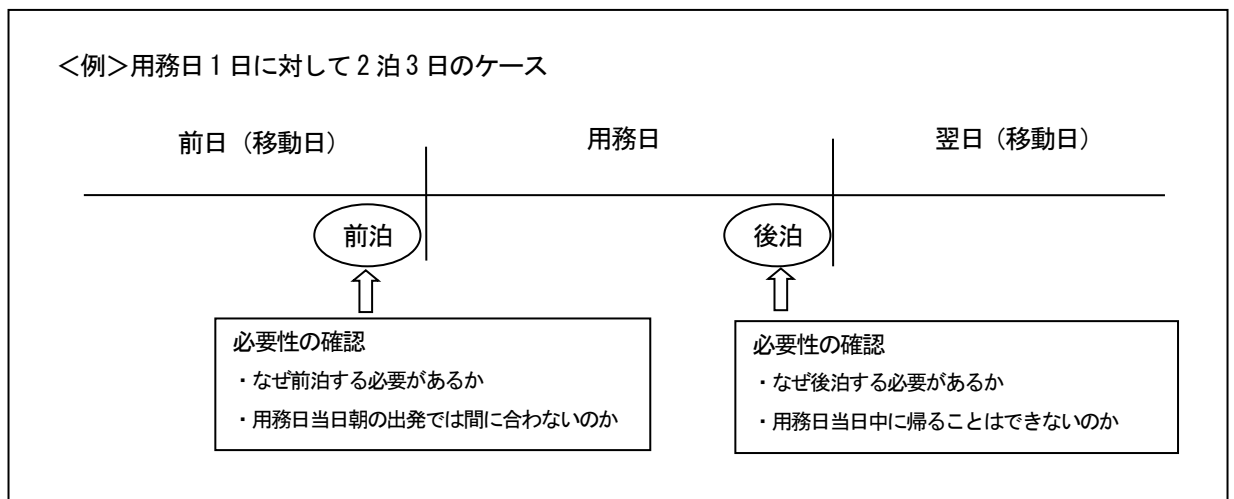 ＜例＞用務日1日に対して2泊3日のケース
前日（移動日）
用務日
翌日（移動日）
前泊
後泊
必要性の確認
・なぜ前泊する必要があるか
・用務日当日朝の出発では間に合わないのか
必要性の確認
・なぜ後泊する必要があるか
・用務日当日中に帰ることはできないのか